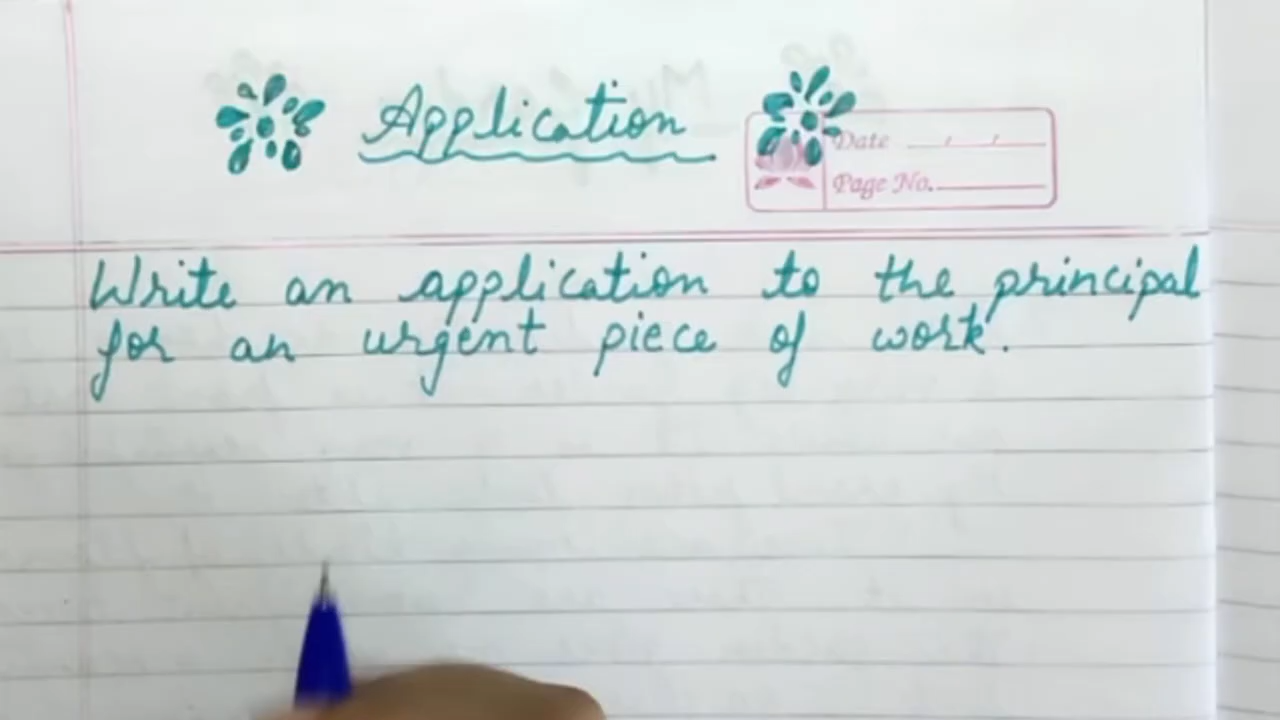 Application
Date / /
Page No.
Write an application to the principal
for an urgent piece of work.